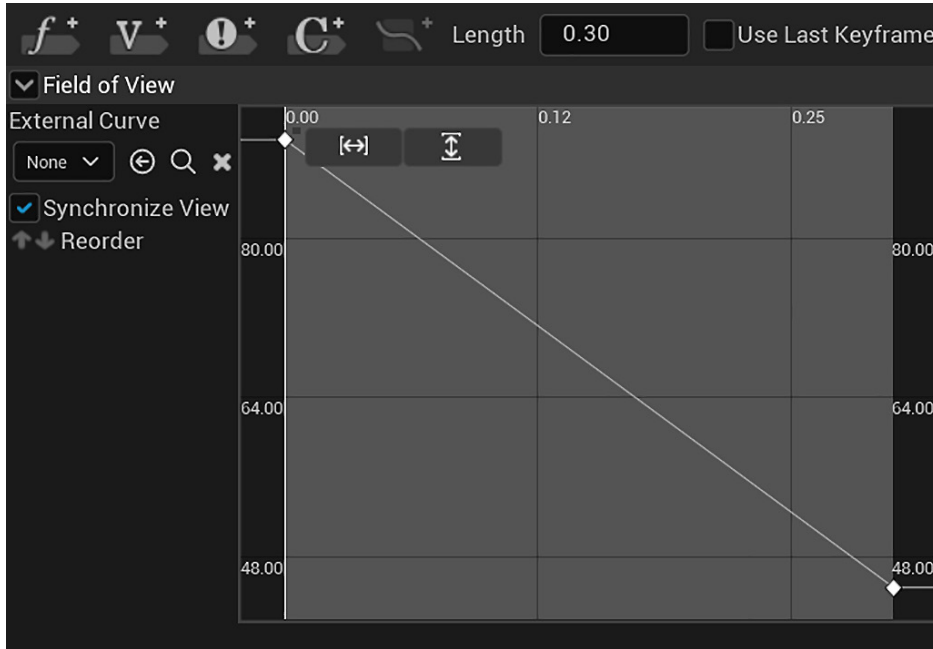 f+ V+ !+ C+ + Length 0.30 Use Last Keyframe
Field of View
External Curve
None
Synchronize View
Reorder
0.00 0.12 0.25
80.00 80.00
64.00 64.00
48.00 48.00